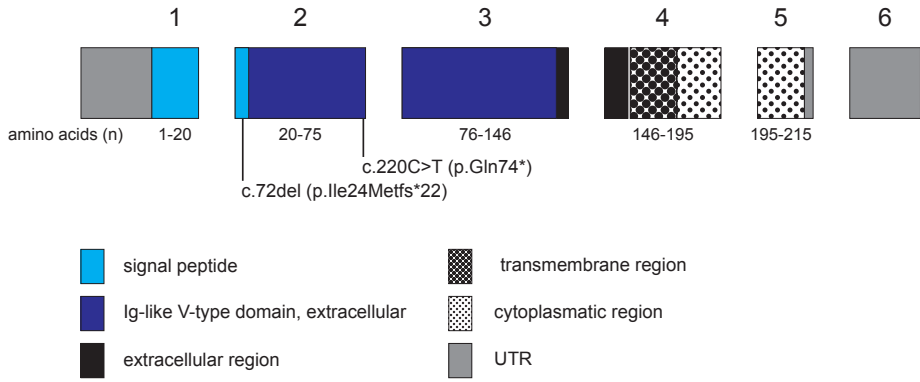 1 2 3 4 5 6
amino acids (n) 1-20 20-75 76-146 146-195 195-215
c.220C>T (p.Gln74*)
c.72del (p.Ile24Metfs*22)
signal peptide transmembrane region
Ig-like V-type domain, extracellular cytoplasmatic region
extracellular region UTR